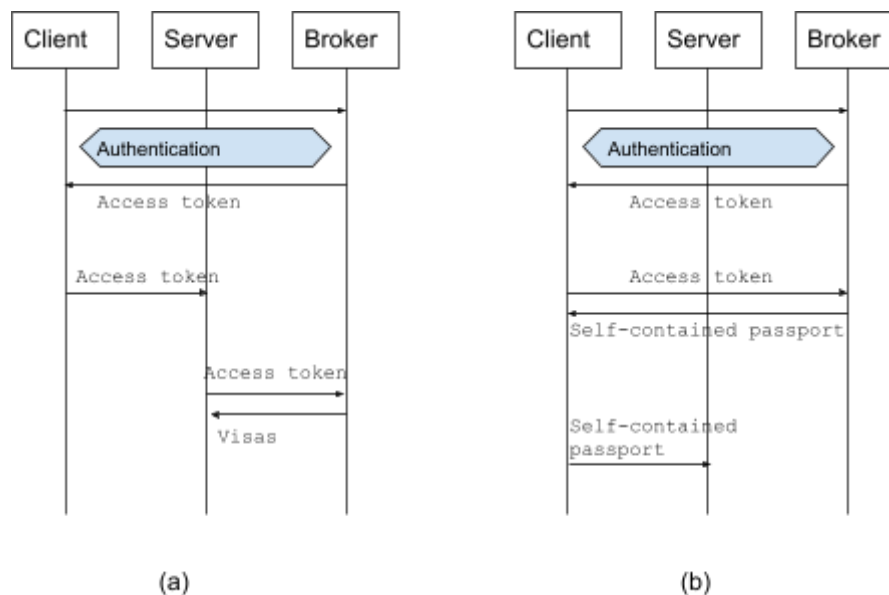 Client Server Broker
Authentication
Access token
Access token
Access token
Visas
(a)
Client Server Broker
Authentication
Access token
Access token
Self-contained passport
Self-contained
passport
(b)